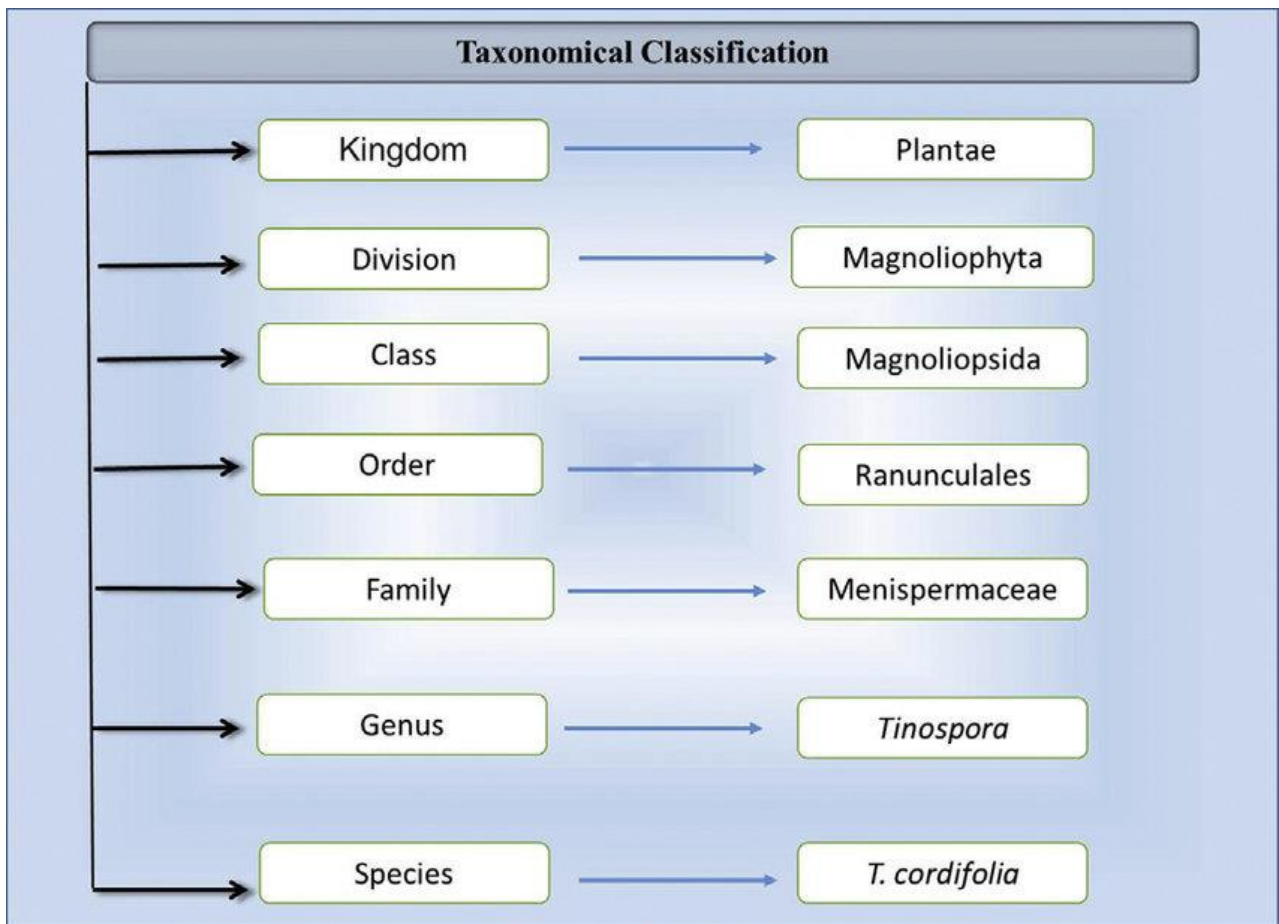 Taxonomical Classification
Kingdom
Plantae
Division
Magnoliophyta
Class
Magnoliopsida
Order
Ranunculales
Family
Menispermaceae
Genus
Tinospora
Species
T. cordifolia